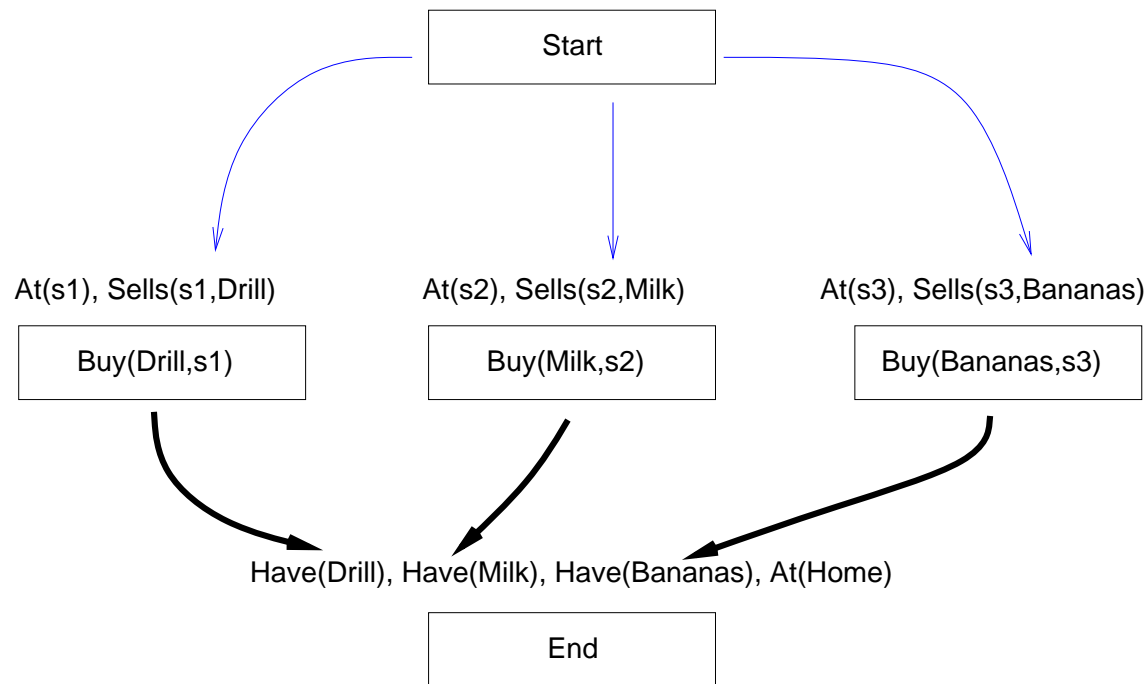 Start
At(s1), Sells(s1,Drill)
At(s2), Sells(s2,Milk)
At(s3), Sells(s3,Bananas)
Buy(Drill,s1)
Buy(Milk,s2)
Buy(Bananas,s3)
Have(Drill), Have(Milk), Have(Bananas), At(Home)
End